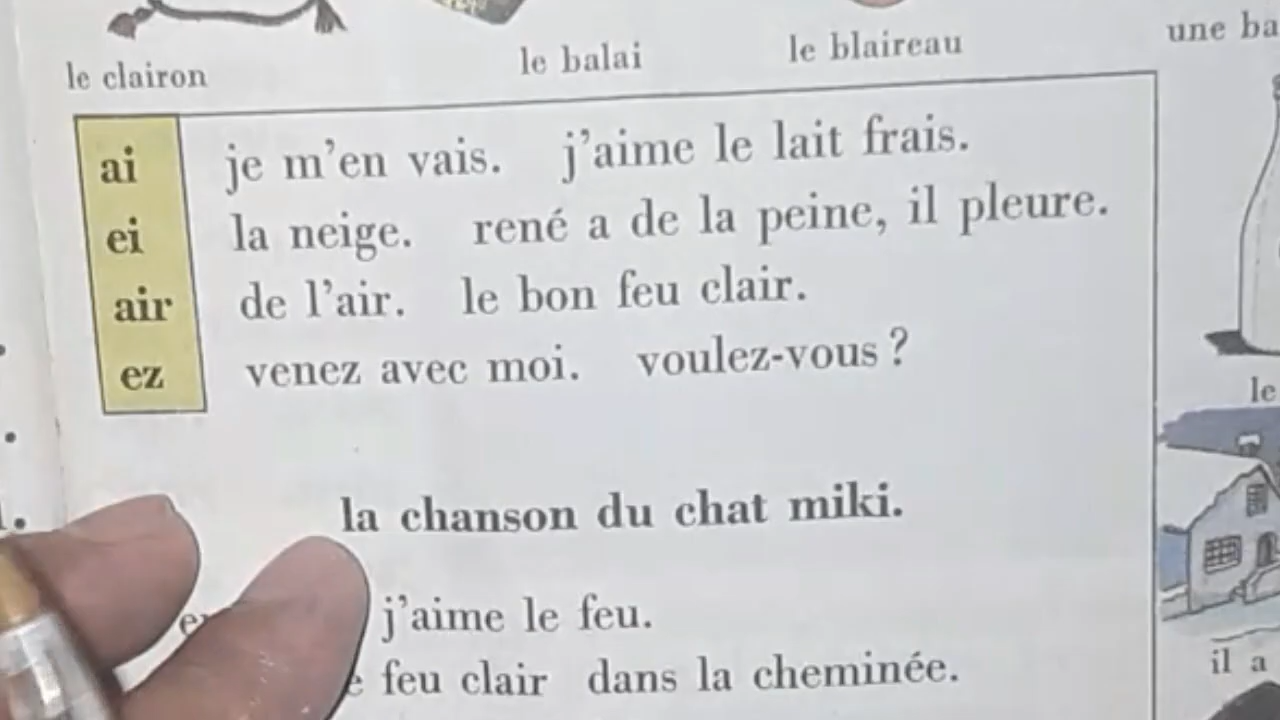 le clairon le balai le blaireau une ba
ai je m'en vais. j'aime le lait frais.
ei la neige. rené a de la peine, il pleure.
air de l'air. le bon feu clair.
ez venez avec moi. voulez-vous ?
le
la chanson du chat miki.
j'aime le feu.
feu clair dans la cheminée.
il a